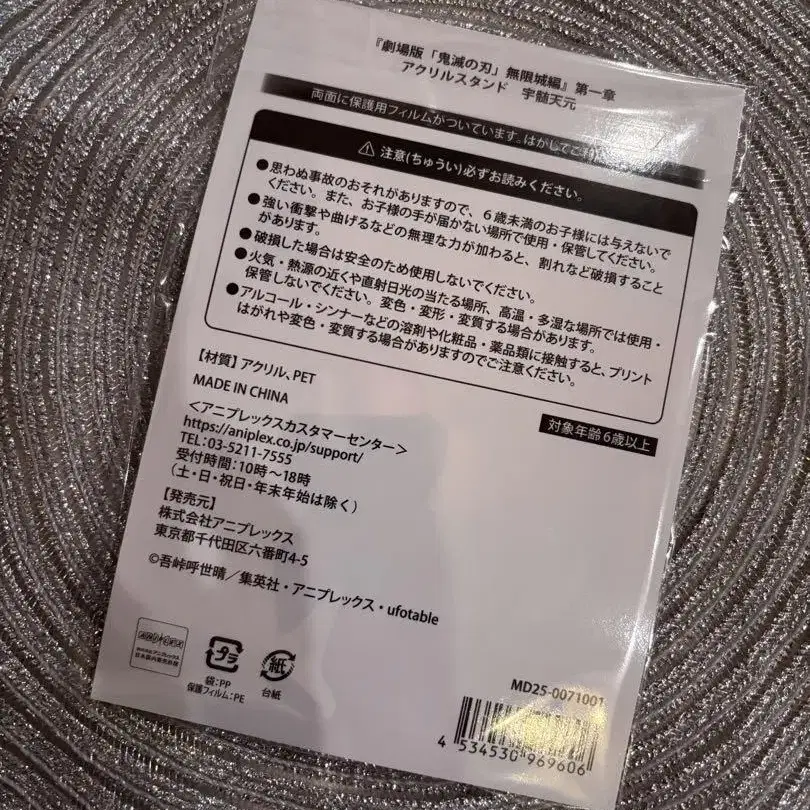 『劇場版「鬼滅の刃」無限城編』第一章
アクリルスタンド 宇髄天元
両面に保護用フィルムがついています。はがしてご
⚠ 注意(ちゅうい)必ずお読みください。
●思わぬ事故のおそれがありますので、6歳未満のお子様には与えないで
ください。また、お子様の手が届かない場所で使用・保管してください。
●強い衝撃や曲げるなどの無理な力が加わると、割れなど破損すること
があります。
●破損した場合は安全のため使用しないでください。
●火気・熱源の近くや直射日光の当たる場所、高温・多湿な場所では使用・
保管しないでください。変色・変形・変質する場合があります。
●アルコール・シンナーなどの溶剤や化粧品・薬品類に接触すると、プリント
はがれや変色・変質する場合がありますのでご注意ください。
【材質】アクリル、PET
MADE IN CHINA
対象年齢6歳以上
<アニプレックスカスタマーセンター>
https://aniplex.co.jp/support/
TEL:03-5211-7555
受付時間:10時~18時
(土・日・祝日・年末年始は除く)
【発売元】
株式会社アニプレックス
東京都千代田区六番町4-5
©吾峠呼世晴/集英社・アニプレックス・ufotable
プラ
袋:PP
保護フィルム:PE
紙
台紙
MD25-0071001
4 534530 969606